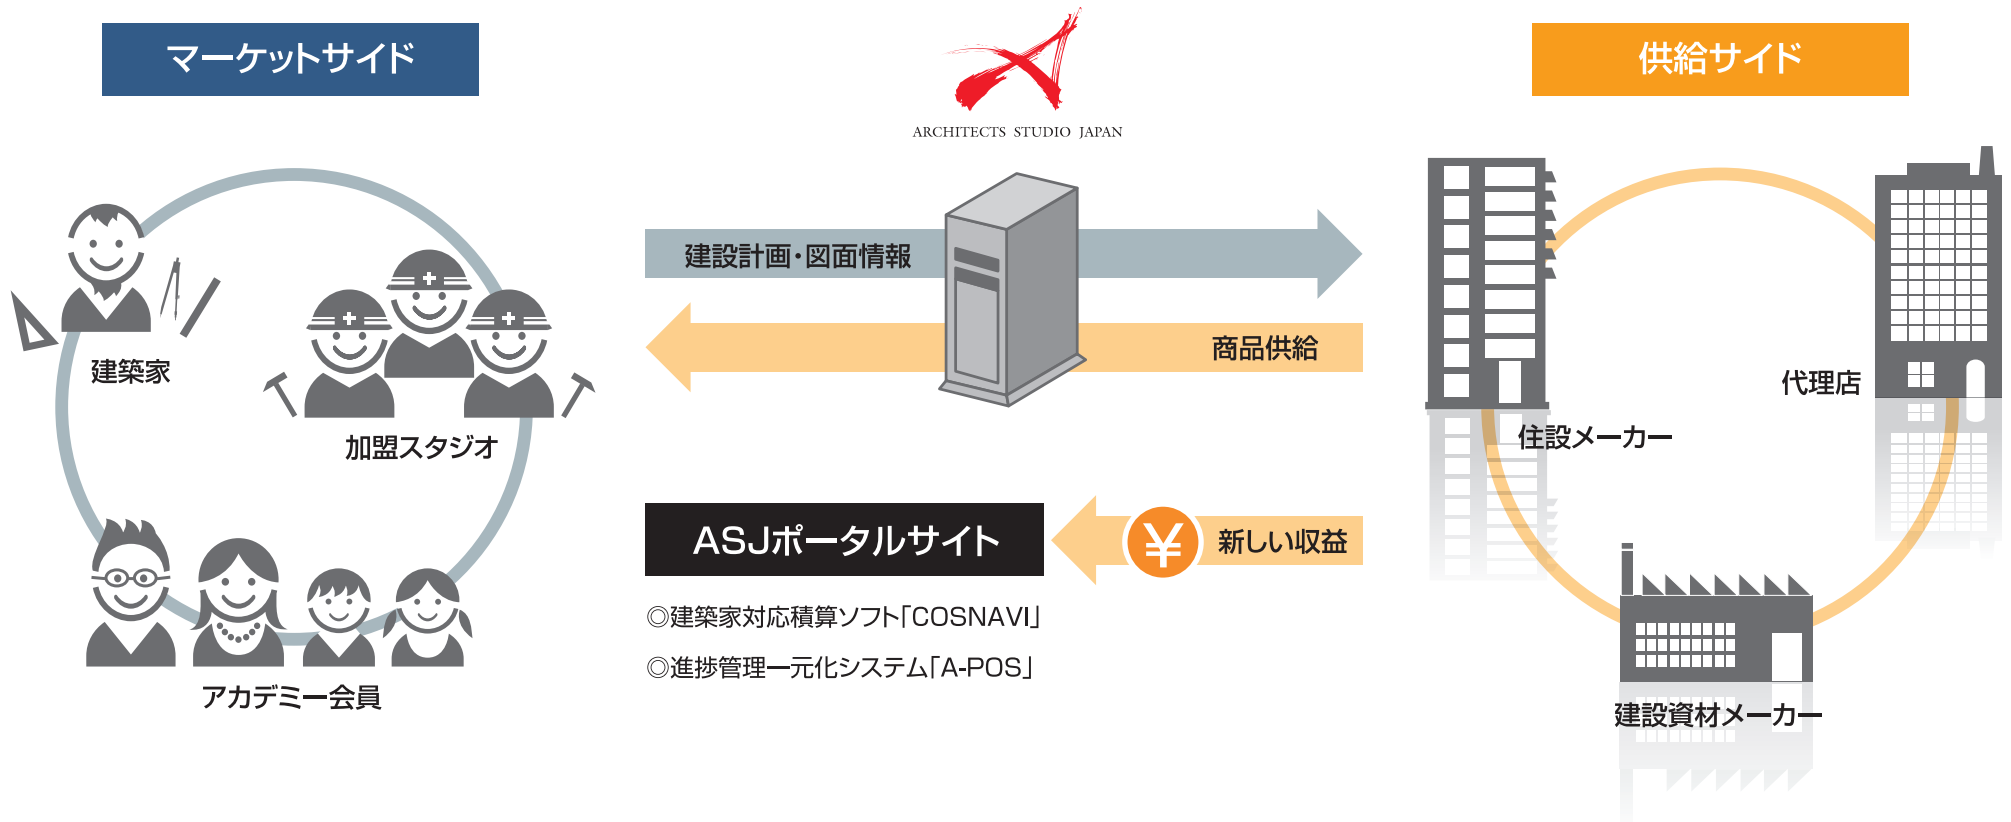 マーケットサイド
ARCHITECTS STUDIO JAPAN
供給サイド
建設計画・図面情報
商品供給
建築家
加盟スタジオ
アカデミー会員
代理店
住設メーカー
建設資材メーカー
ASJポータルサイト
¥
新しい収益
◎建築家対応積算ソフト「COSNAVI」
◎進捗管理一元化システム「A-POS」